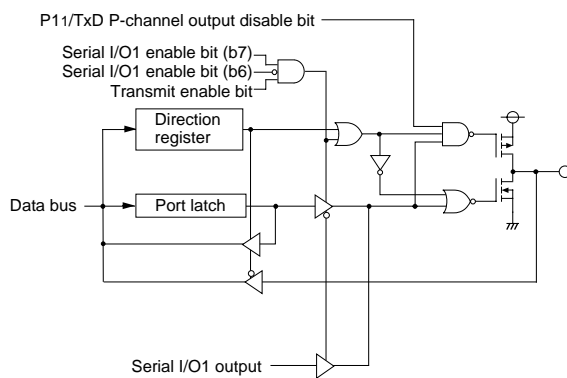 P11/TxD P-channel output disable bit
Serial I/O1 enable bit (b7)
Serial I/O1 enable bit (b6)
Transmit enable bit
Direction
register
Data bus
Port latch
Serial I/O1 output